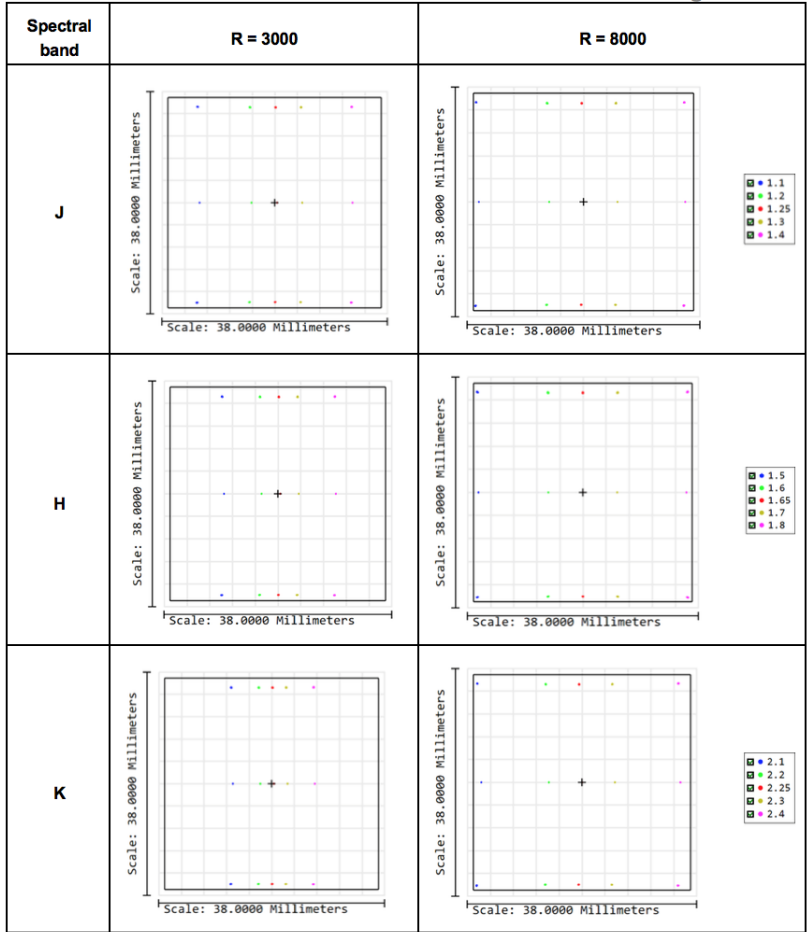 Spectral band
R = 3000
R = 8000
J
Scale: 38.0000 Millimeters
Scale: 38.0000 Millimeters
Scale: 38.0000 Millimeters
Scale: 38.0000 Millimeters
1.1
1.2
1.25
1.3
1.4
H
Scale: 38.0000 Millimeters
Scale: 38.0000 Millimeters
Scale: 38.0000 Millimeters
Scale: 38.0000 Millimeters
1.5
1.6
1.65
1.7
1.8
K
Scale: 38.0000 Millimeters
Scale: 38.0000 Millimeters
Scale: 38.0000 Millimeters
Scale: 38.0000 Millimeters
2.1
2.2
2.25
2.3
2.4